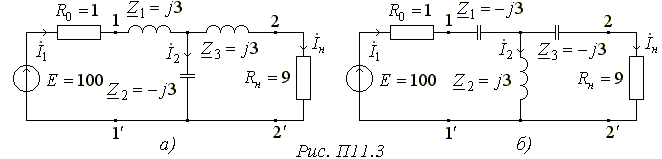 R₀=1 1 Z₁=j3 2
İ₁ İ₂ Z₃=j3 İн
E=100 Z₂=-j3 Rн=9
1′ 2′
а)
R₀=1 1 Z₁=-j3 2
İ₁ İ₂ Z₃=-j3 İн
E=100 Z₂=j3 Rн=9
1′ 2′
б)
Рис. П11.3